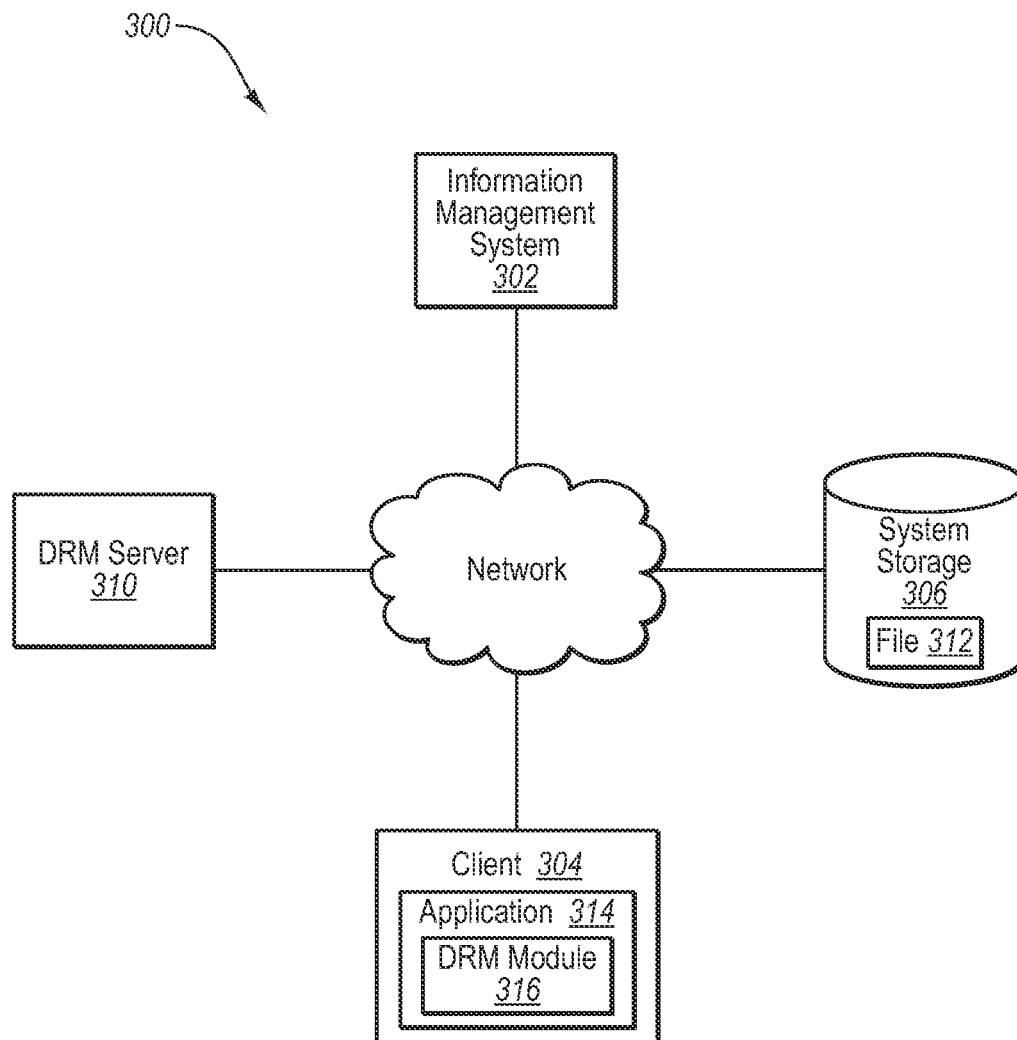 300
Information
Management
System
302
DRM Server
310
Network
System
Storage
306
File 312
Client 304
Application 314
DRM Module
316